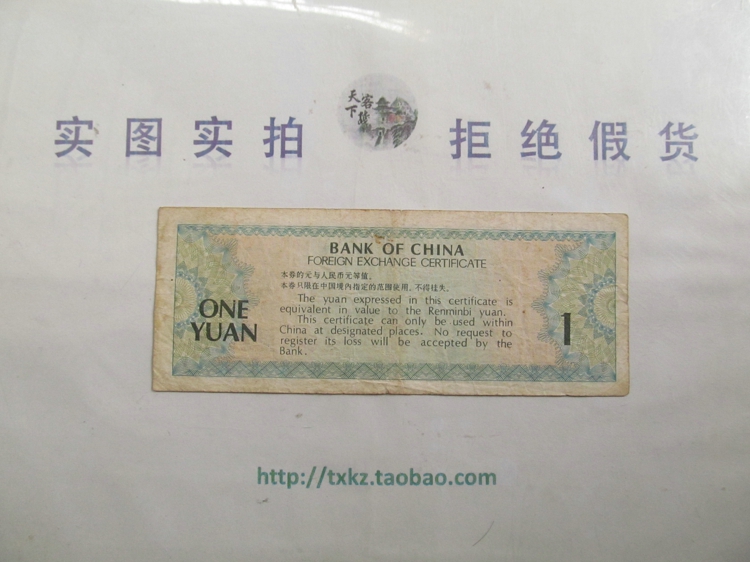 实图实拍
天下
拒绝假货
BANK OF CHINA
FOREIGN EXCHANGE CERTIFICATE
本券的元与人民币元等值。
本券只限在中国境内指定的范围使用，不得挂失。
The yuan expressed in this certificate is
equivalent in value to the Renminbi yuan.
This certificate can only be used within
China at designated places. No request to
register its loss will be accepted by the
Bank.
ONE
YUAN
1
http://txkz.taobao.com